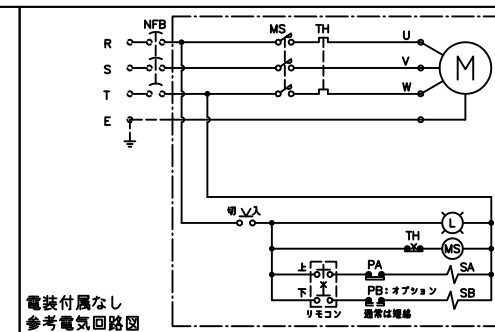 NFB
MS TH
R U
S V
T W
E M
切 入 L
TH MS
上 PA SA
下 PB:オプション SB
リモコン 通常は短絡
電装付属なし
参考電気回路図